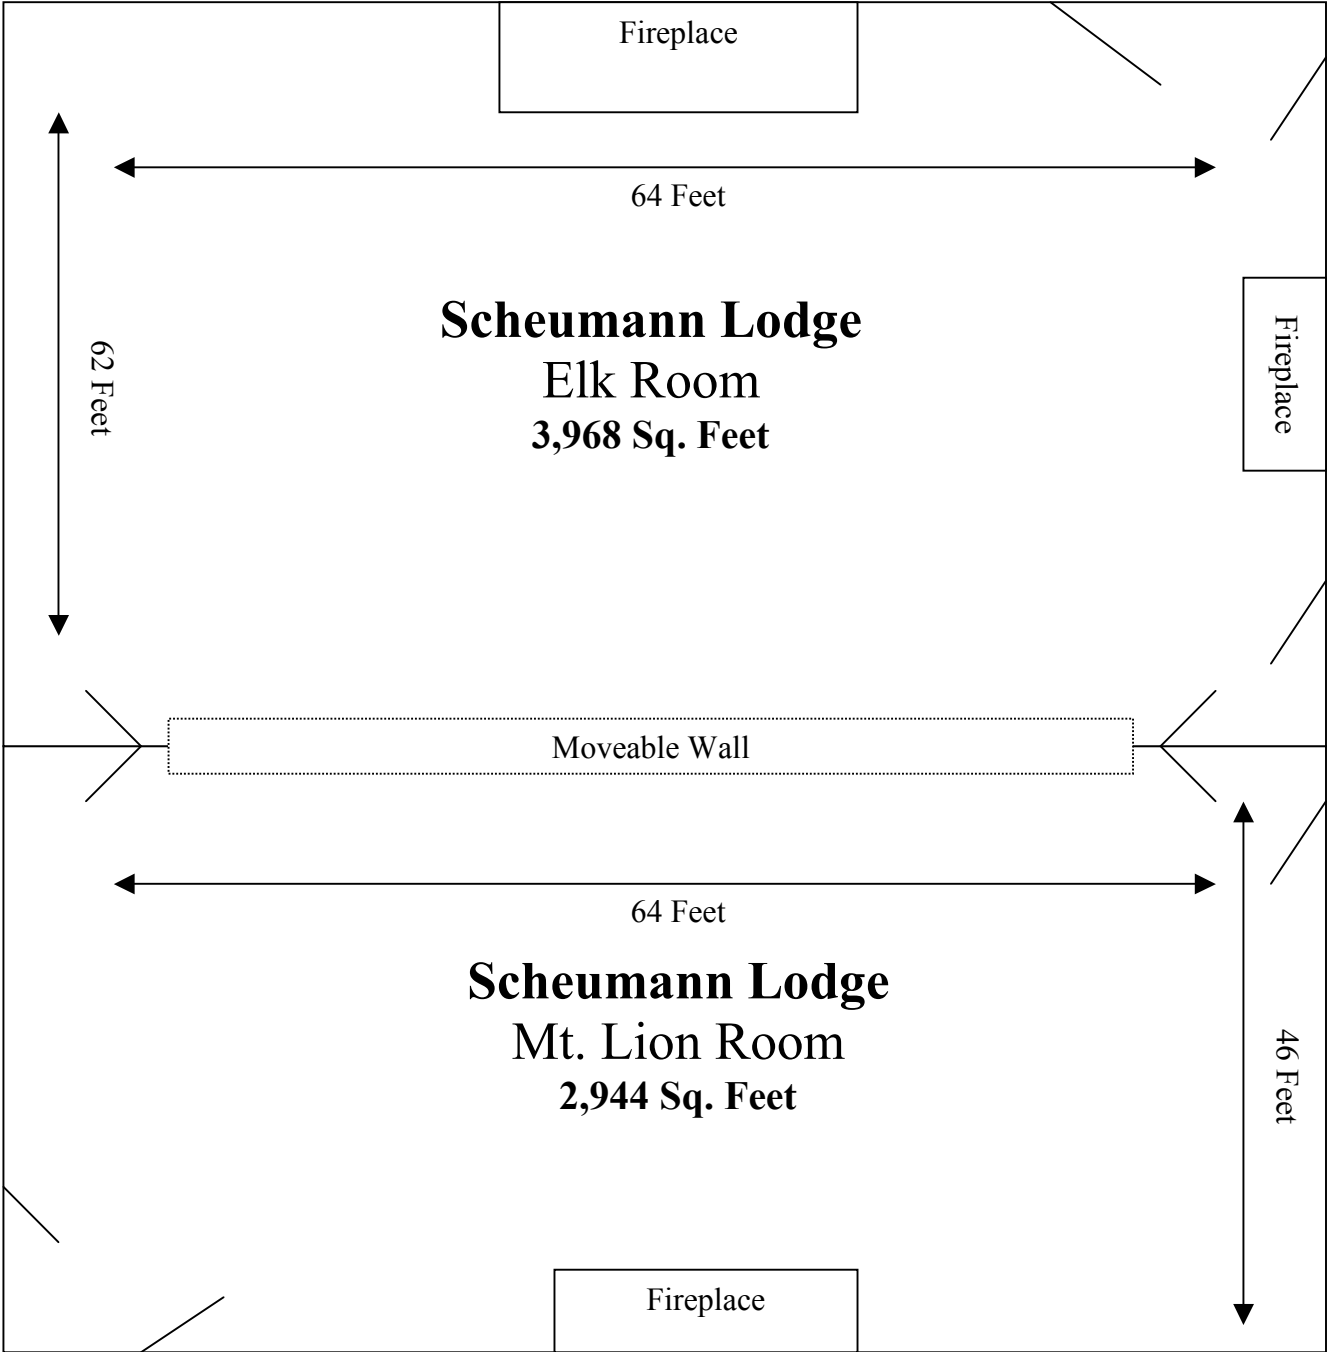 Fireplace
64 Feet
62 Feet
Scheumann Lodge
Elk Room
3,968 Sq. Feet
Fireplace
Moveable Wall
64 Feet
Scheumann Lodge
Mt. Lion Room
2,944 Sq. Feet
46 Feet
Fireplace